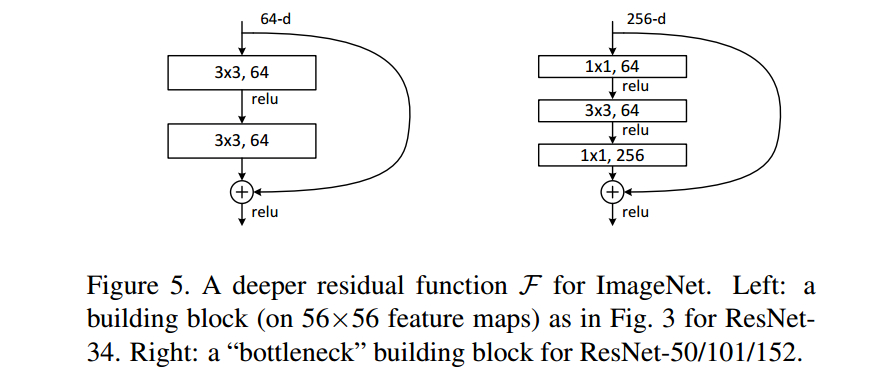 64-d
3x3, 64
relu
3x3, 64
+
relu
256-d
1x1, 64
relu
3x3, 64
relu
1x1, 256
+
relu
Figure 5. A deeper residual function ℱ for ImageNet. Left: a
building block (on 56×56 feature maps) as in Fig. 3 for ResNet-
34. Right: a “bottleneck” building block for ResNet-50/101/152.